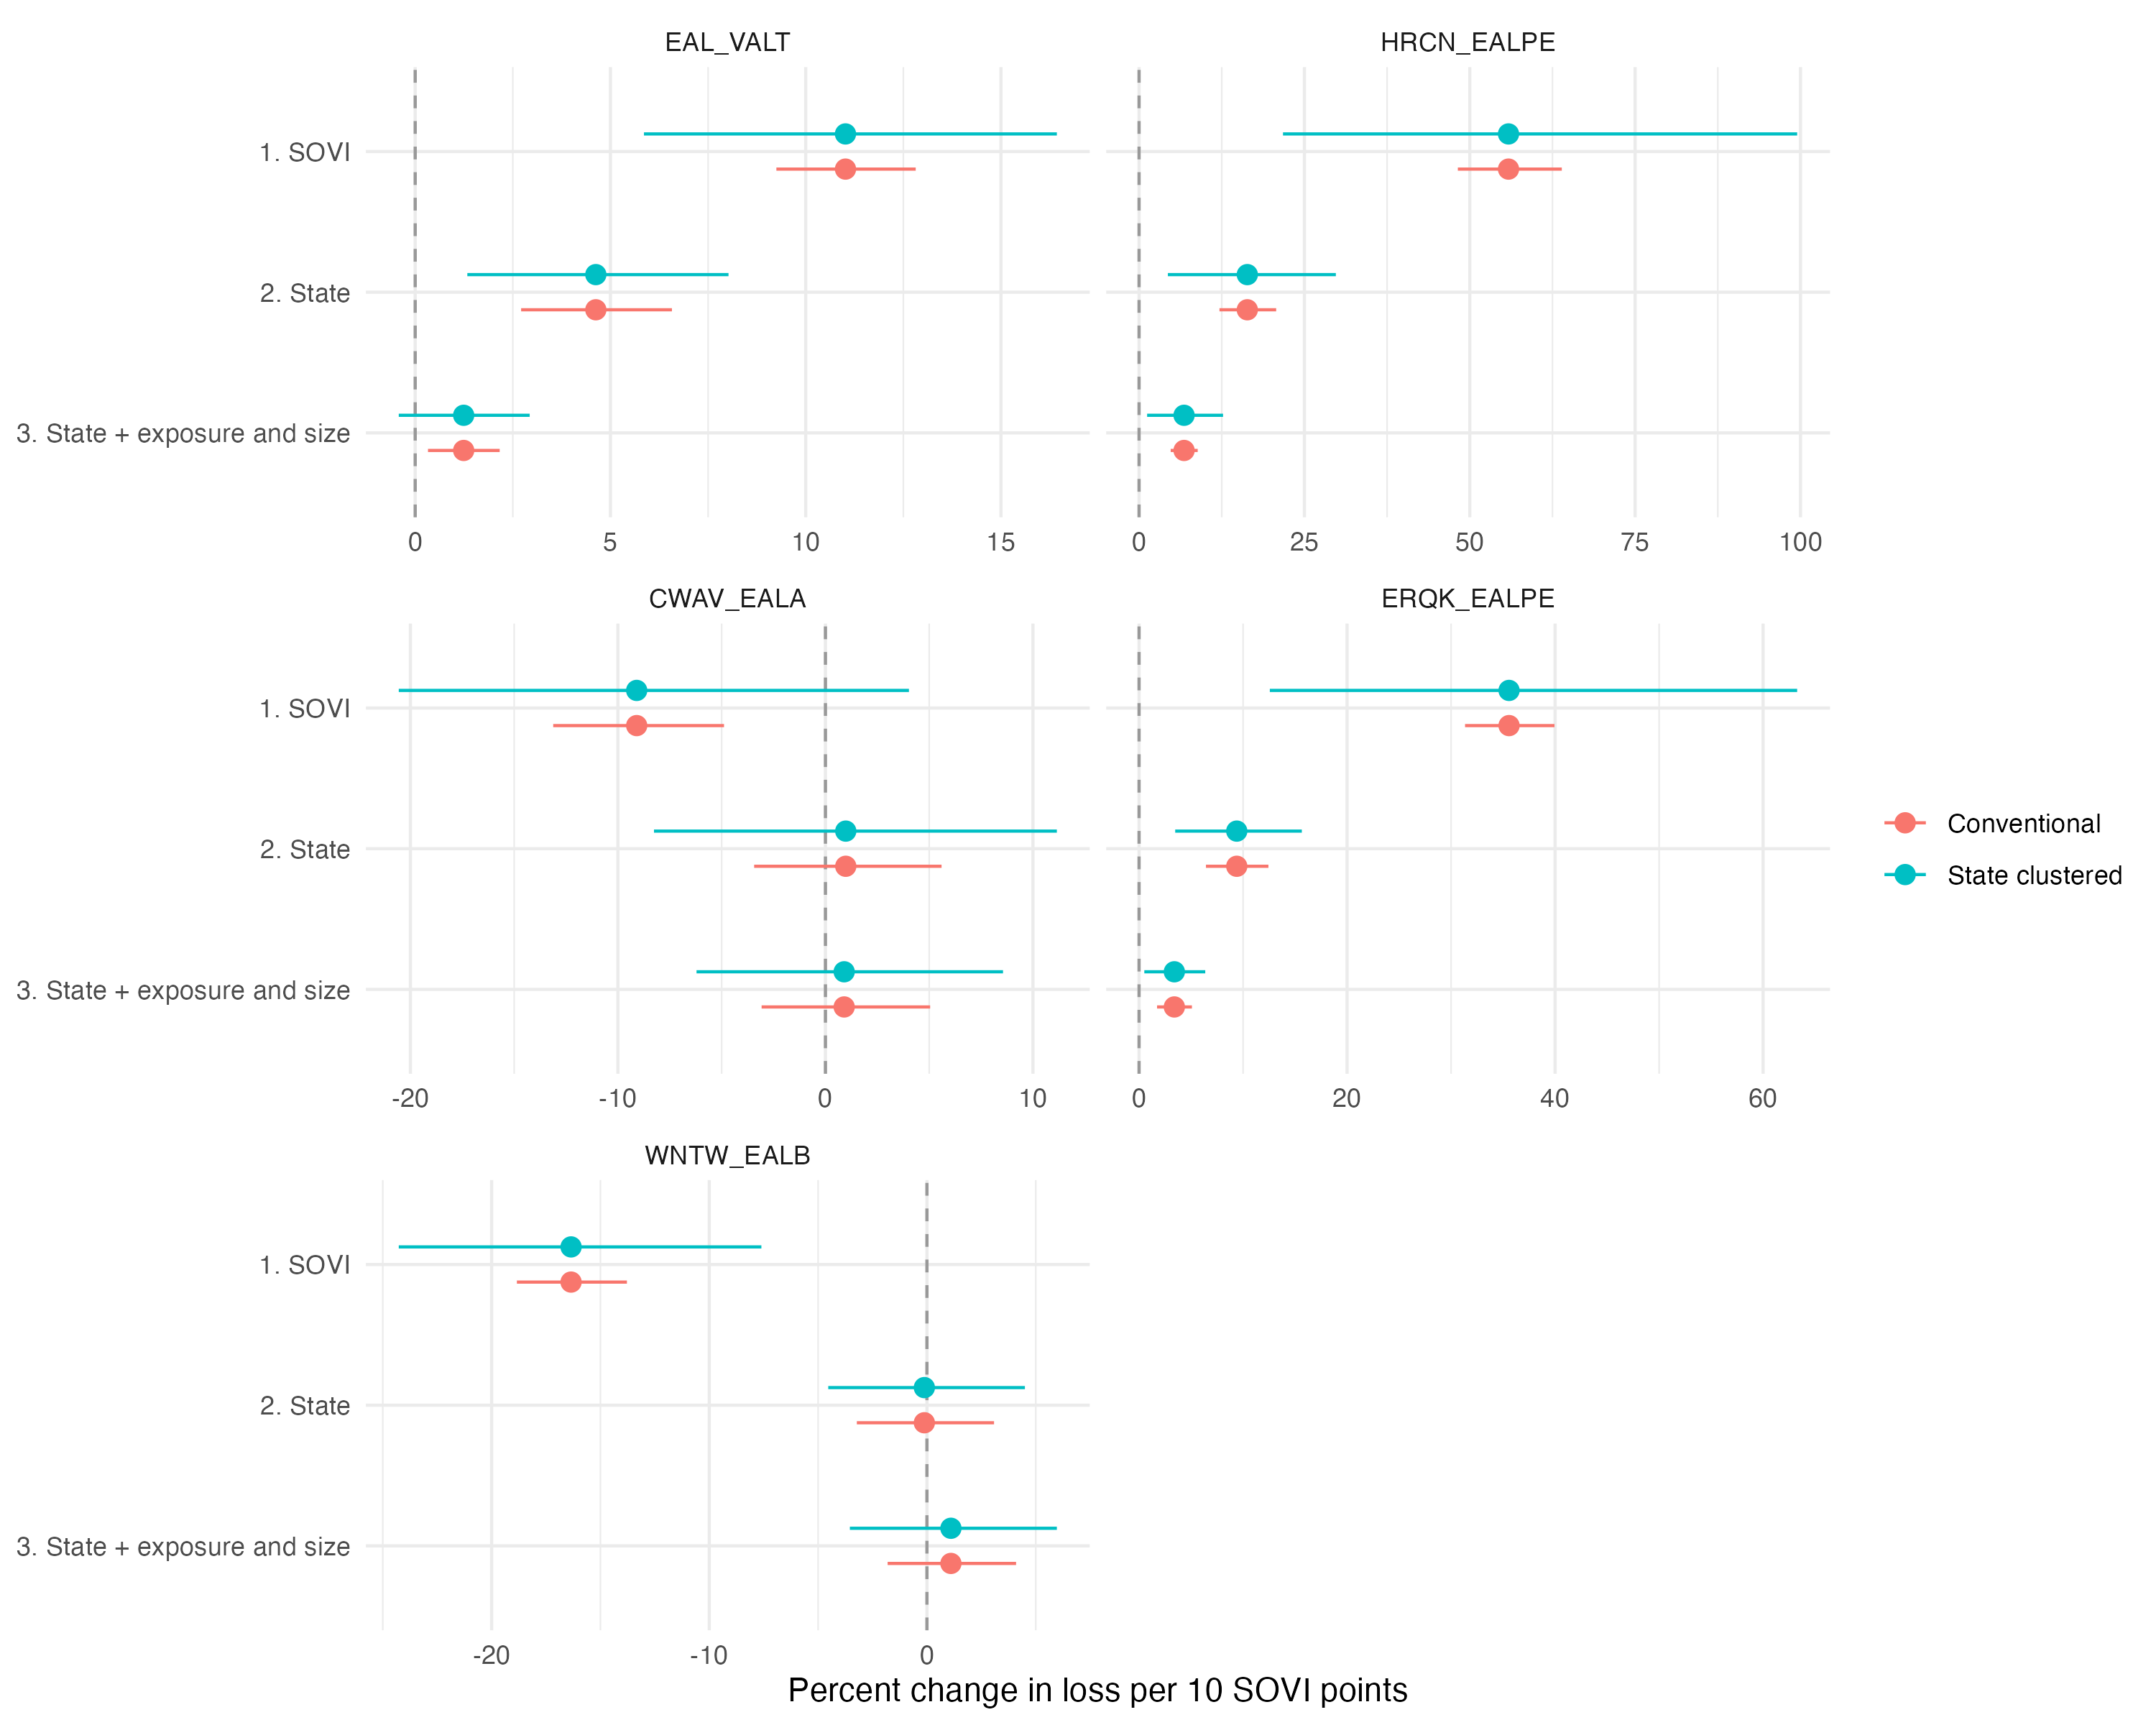 EAL_VALT
HRCN_EALPE
1. SOVI
2. State
3. State + exposure and size
0 5 10 15
0 25 50 75 100
CWAV_EALA
ERQK_EALPE
1. SOVI
2. State
3. State + exposure and size
-20 -10 0 10
0 20 40 60
Conventional
State clustered
WNTW_EALB
1. SOVI
2. State
3. State + exposure and size
-20 -10 0
Percent change in loss per 10 SOVI points